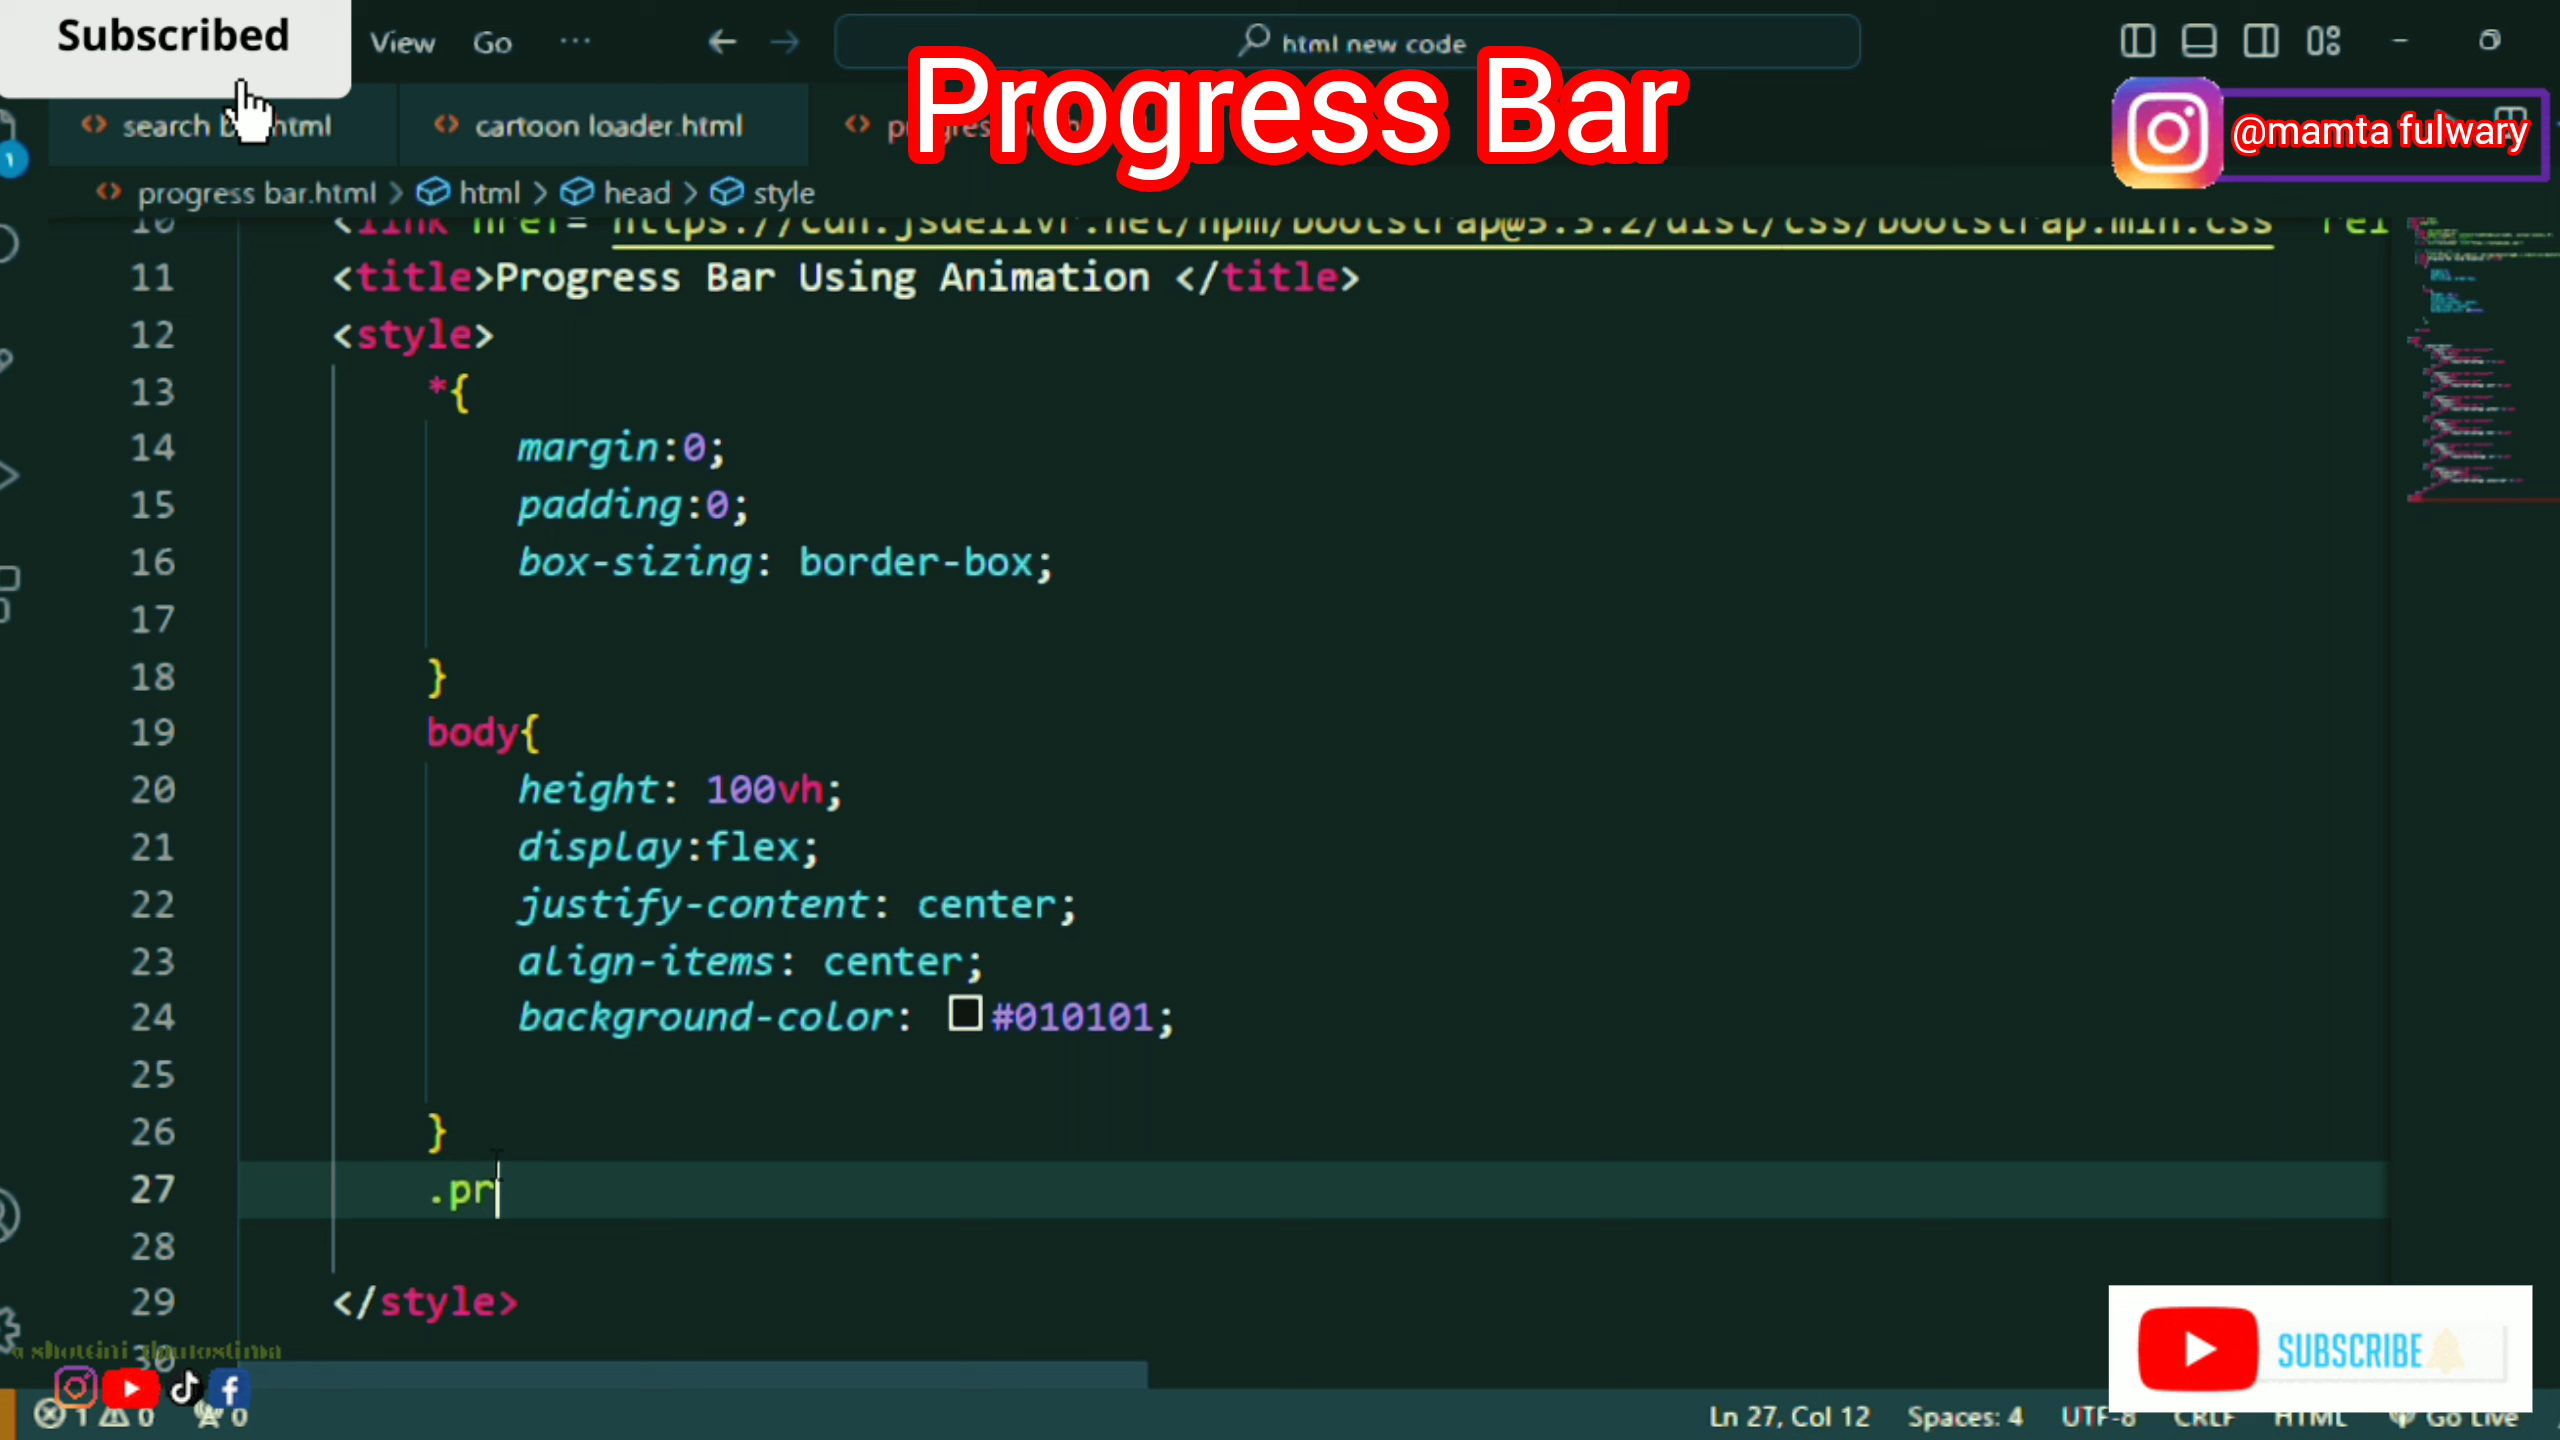 Subscribed
View Go ···
html new code
Progress Bar
@mamta fulwary
search b html
cartoon loader.html
progress bar.html > html > head > style
10 <link href="https://cdn.jsdelivr.net/npm/bootstrap@5.3.2/dist/css/bootstrap.min.css" rel
11 <title>Progress Bar Using Animation </title>
12 <style>
13 *{
14 margin:0;
15 padding:0;
16 box-sizing: border-box;
17
18 }
19 body{
20 height: 100vh;
21 display:flex;
22 justify-content: center;
23 align-items: center;
24 background-color: #010101;
25
26 }
27 .pr
28
29 </style>
30
SUBSCRIBE
1 0 0
Ln 27, Col 12 Spaces: 4 UTF-8 CRLF HTML Go Live